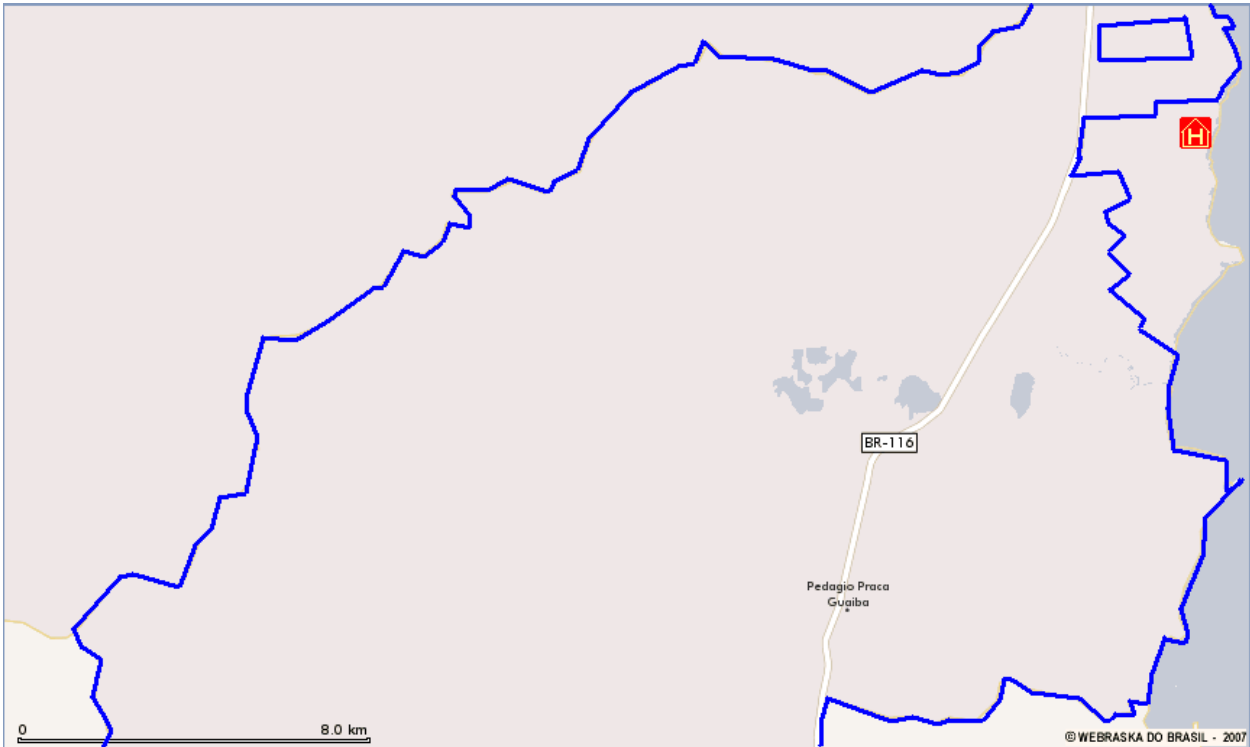 H
BR-116
Pedagio Praca
Guaiba
0 8.0 km
© WEBRASKA DO BRASIL - 2007